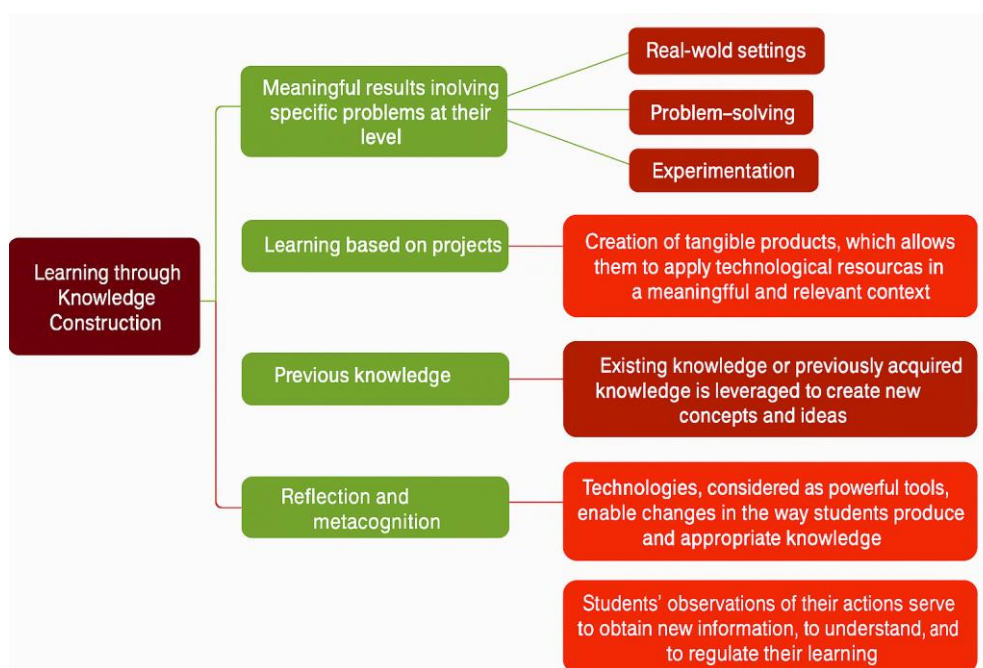 Learning through
Knowledge
Construction
Meaningful results inolving
specific problems at their
level
Real-wold settings
Problem–solving
Experimentation
Learning based on projects
Creation of tangible products, which allows
them to apply technological resourcas in
a meaningfful and relevant context
Previous knowledge
Existing knowledge or previously acquired
knowledge is leveraged to create new
concepts and ideas
Reflection and
metacognition
Technologies, considered as powerful tools,
enable changes in the way students produce
and appropriate knowledge
Students’ observations of their actions serve
to obtain new information, to understand, and
to regulate their learning